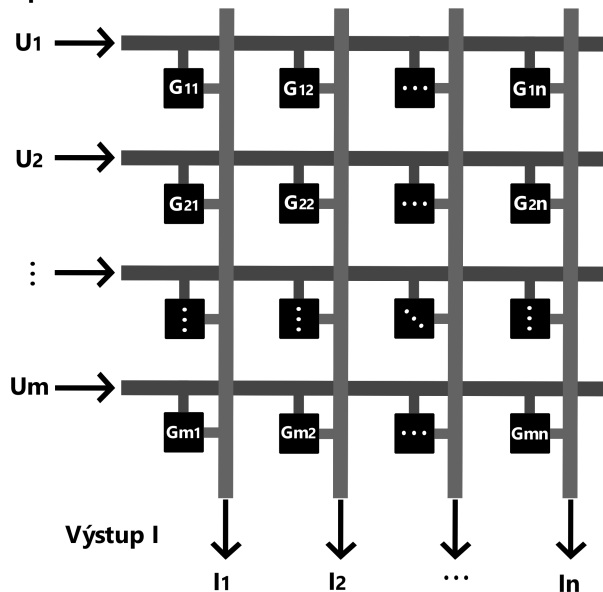 U1
G11 G12 ... G1n
U2
G21 G22 ... G2n
⋮
⋮ ⋮ ⋱ ⋮
Um
Gm1 Gm2 ... Gmn
Výstup I
I1 I2 ... In